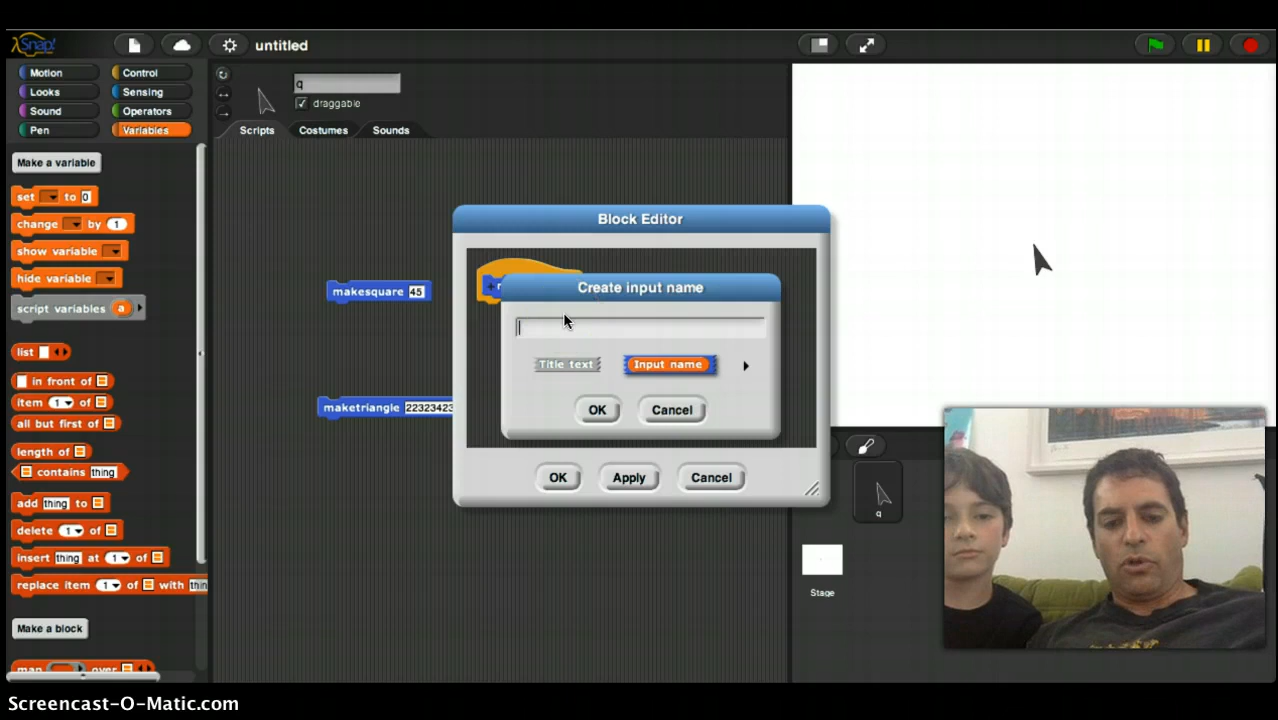 Snap!
untitled
Motion
Control
Looks
Sensing
Sound
Operators
Pen
Variables
q
draggable
Scripts
Costumes
Sounds
Make a variable
set to 0
change by 1
show variable
hide variable
script variables a
list
in front of
item 1 of
all but first of
length of
contains thing
add thing to
delete 1 of
insert thing at 1 of
replace item 1 of with thin
Make a block
map over
makesquare 45
maketriangle 22323423
Block Editor
Create input name
Title text
Input name
OK
Cancel
OK
Apply
Cancel
q
Stage
Screencast-O-Matic.com